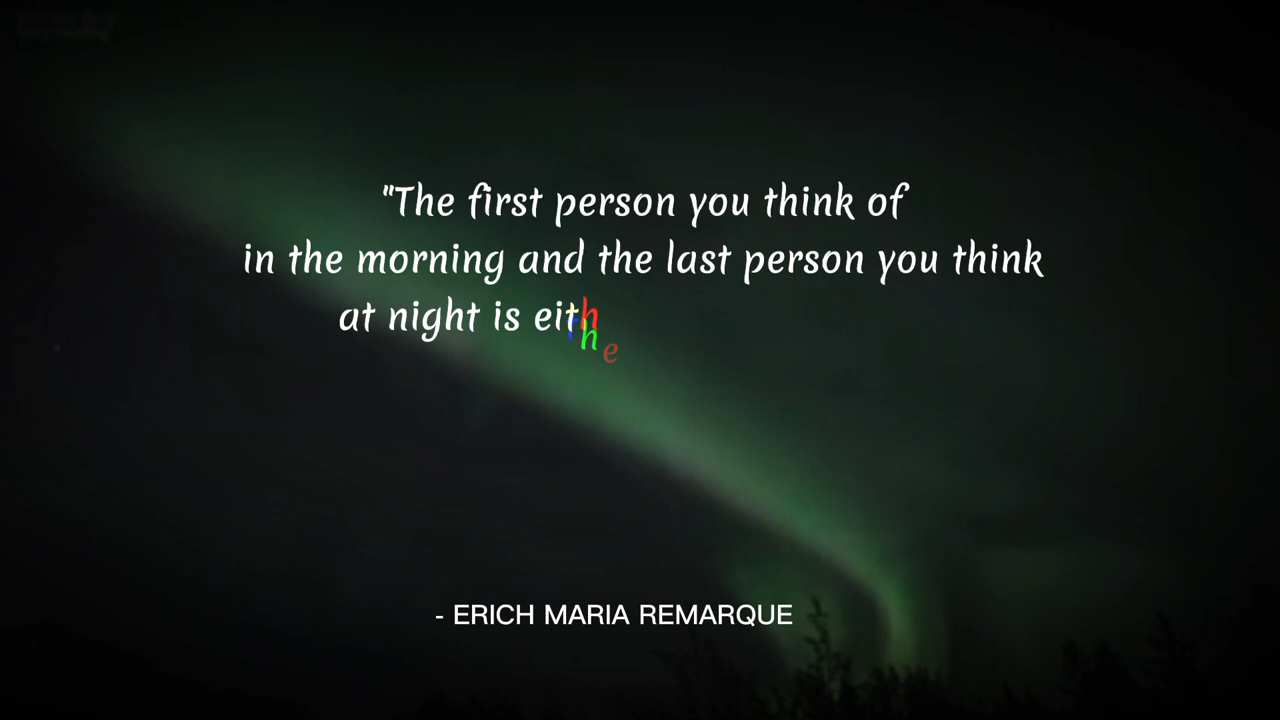 "The first person you think of
in the morning and the last person you think
at night is eithe
- ERICH MARIA REMARQUE